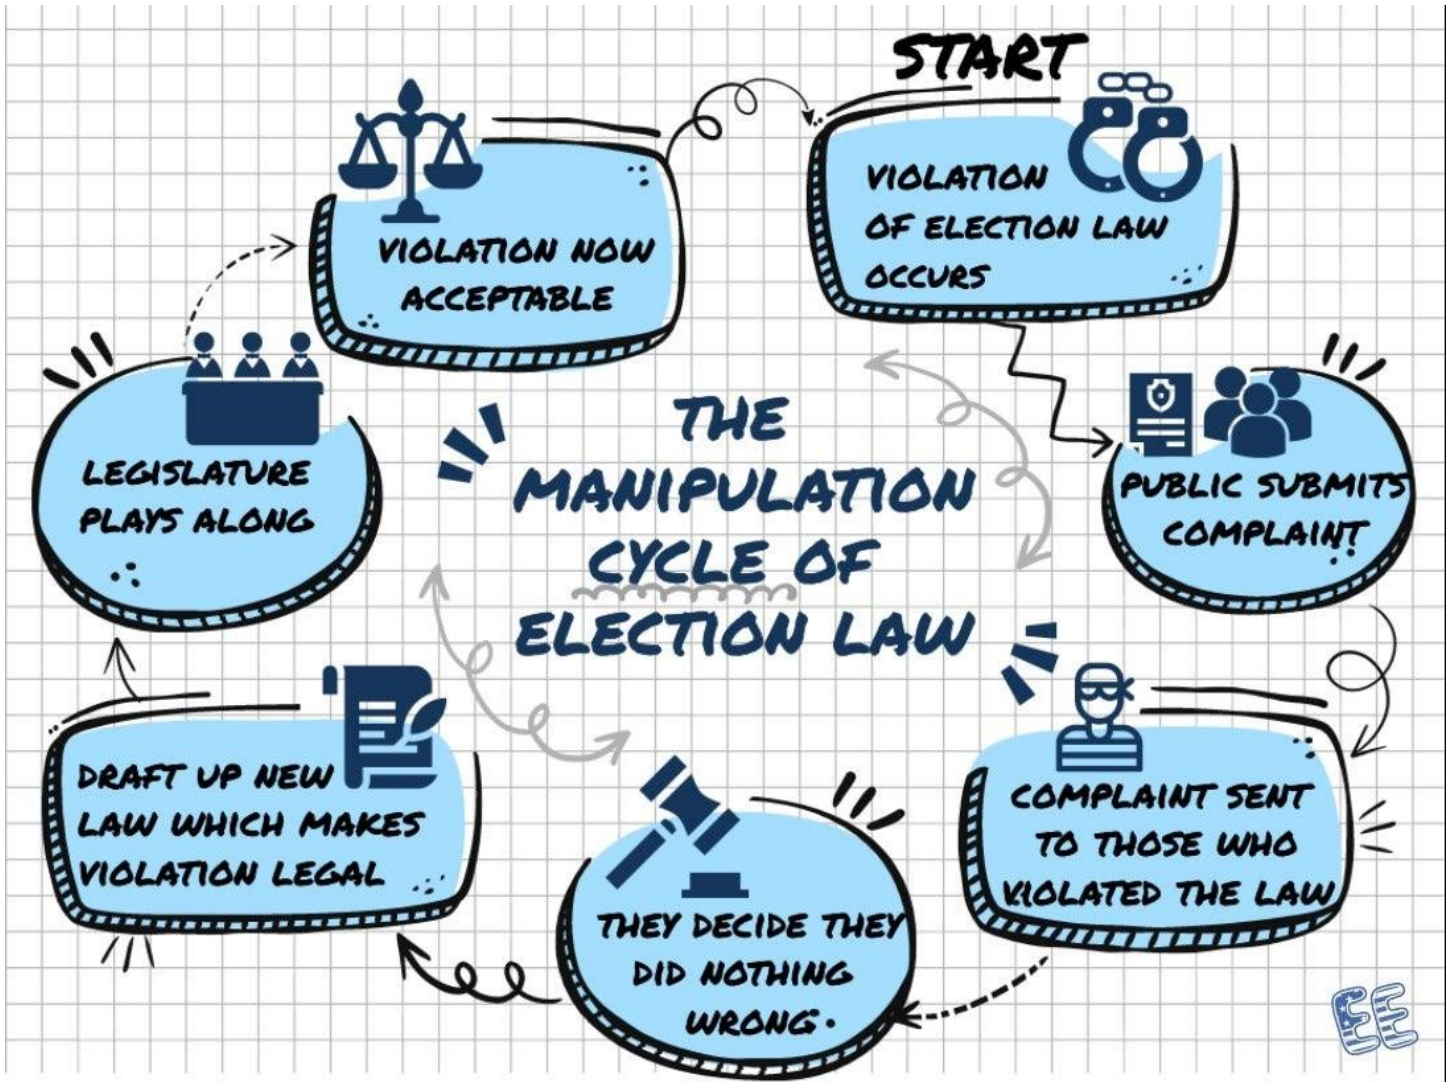 START
VIOLATION
OF ELECTION LAW
OCCURS
PUBLIC SUBMITS
COMPLAINT
COMPLAINT SENT
TO THOSE WHO
VIOLATED THE LAW
THEY DECIDE THEY
DID NOTHING
WRONG.
DRAFT UP NEW
LAW WHICH MAKES
VIOLATION LEGAL
LEGISLATURE
PLAYS ALONG
VIOLATION NOW
ACCEPTABLE
THE
MANIPULATION
CYCLE OF
ELECTION LAW
EE